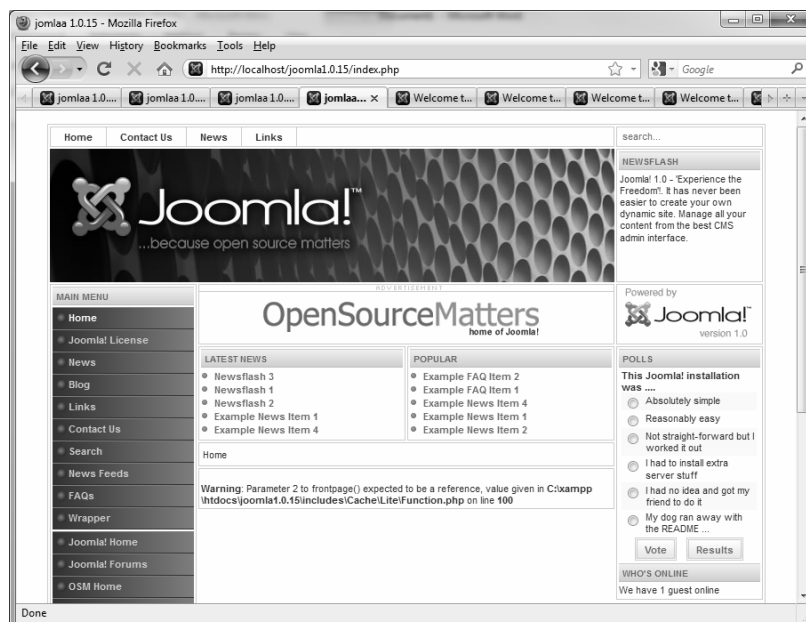 jomlaa 1.0.15 - Mozilla Firefox
File Edit View History Bookmarks Tools Help
http://localhost/joomla1.0.15/index.php
Google
jomlaa 1.0.... jomlaa 1.0.... jomlaa 1.0.... jomlaa... Welcome t... Welcome t... Welcome t... Welcome t...
Home Contact Us News Links
search...
Joomla!™
...because open source matters
NEWSFLASH
Joomla! 1.0 - 'Experience the
Freedom'!. It has never been
easier to create your own
dynamic site. Manage all your
content from the best CMS
admin interface.
MAIN MENU
Home
Joomla! License
News
Blog
Links
Contact Us
Search
News Feeds
FAQs
Wrapper
Joomla! Home
Joomla! Forums
OSM Home
ADVERTISEMENT
OpenSourceMatters
home of Joomla!
LATEST NEWS
Newsflash 3
Newsflash 1
Newsflash 2
Example News Item 1
Example News Item 4
POPULAR
Example FAQ Item 2
Example FAQ Item 1
Example News Item 4
Example News Item 1
Example News Item 2
Home
Warning: Parameter 2 to frontpage() expected to be a reference, value given in C:\xampp
\htdocs\joomla1.0.15\includes\Cache\Lite\Function.php on line 100
Powered by
Joomla!™
version 1.0
POLLS
This Joomla! installation
was ....
Absolutely simple
Reasonably easy
Not straight-forward but I
worked it out
I had to install extra
server stuff
I had no idea and got my
friend to do it
My dog ran away with
the README ...
Vote Results
WHO'S ONLINE
We have 1 guest online
Done